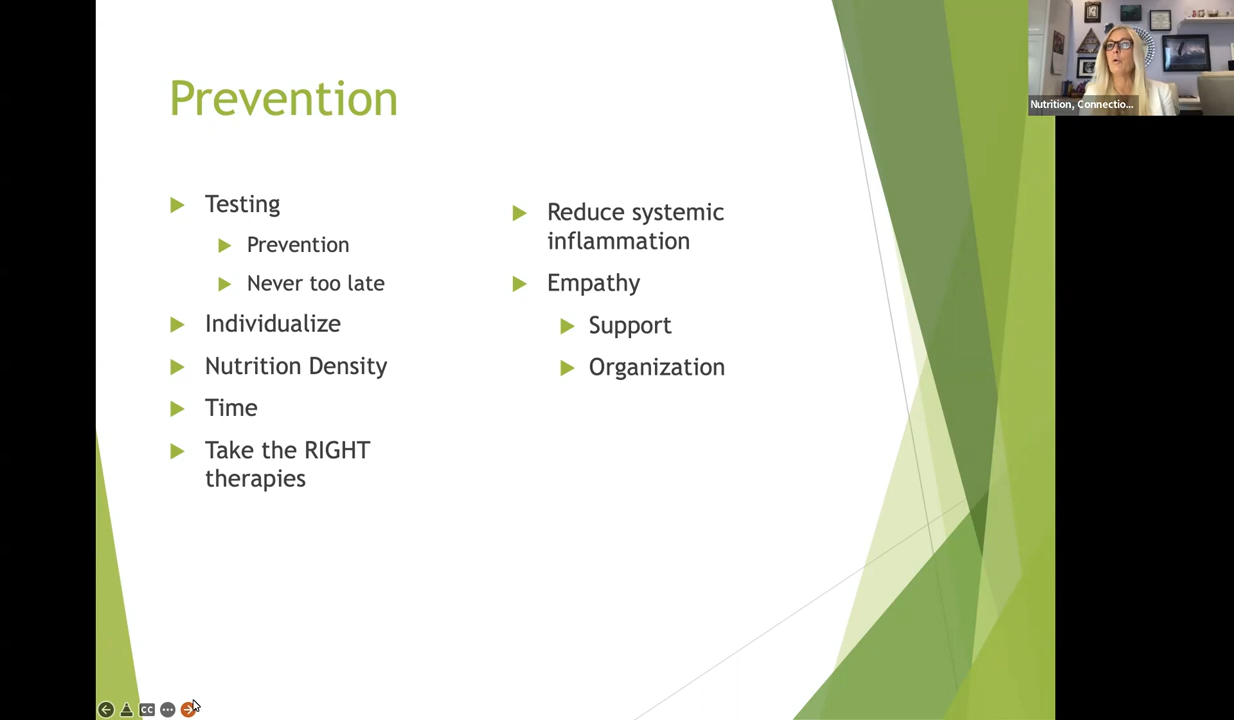 Prevention
Testing
Prevention
Never too late
Individualize
Nutrition Density
Time
Take the RIGHT
therapies
Reduce systemic
inflammation
Empathy
Support
Organization
Nutrition, Connectio...
CC